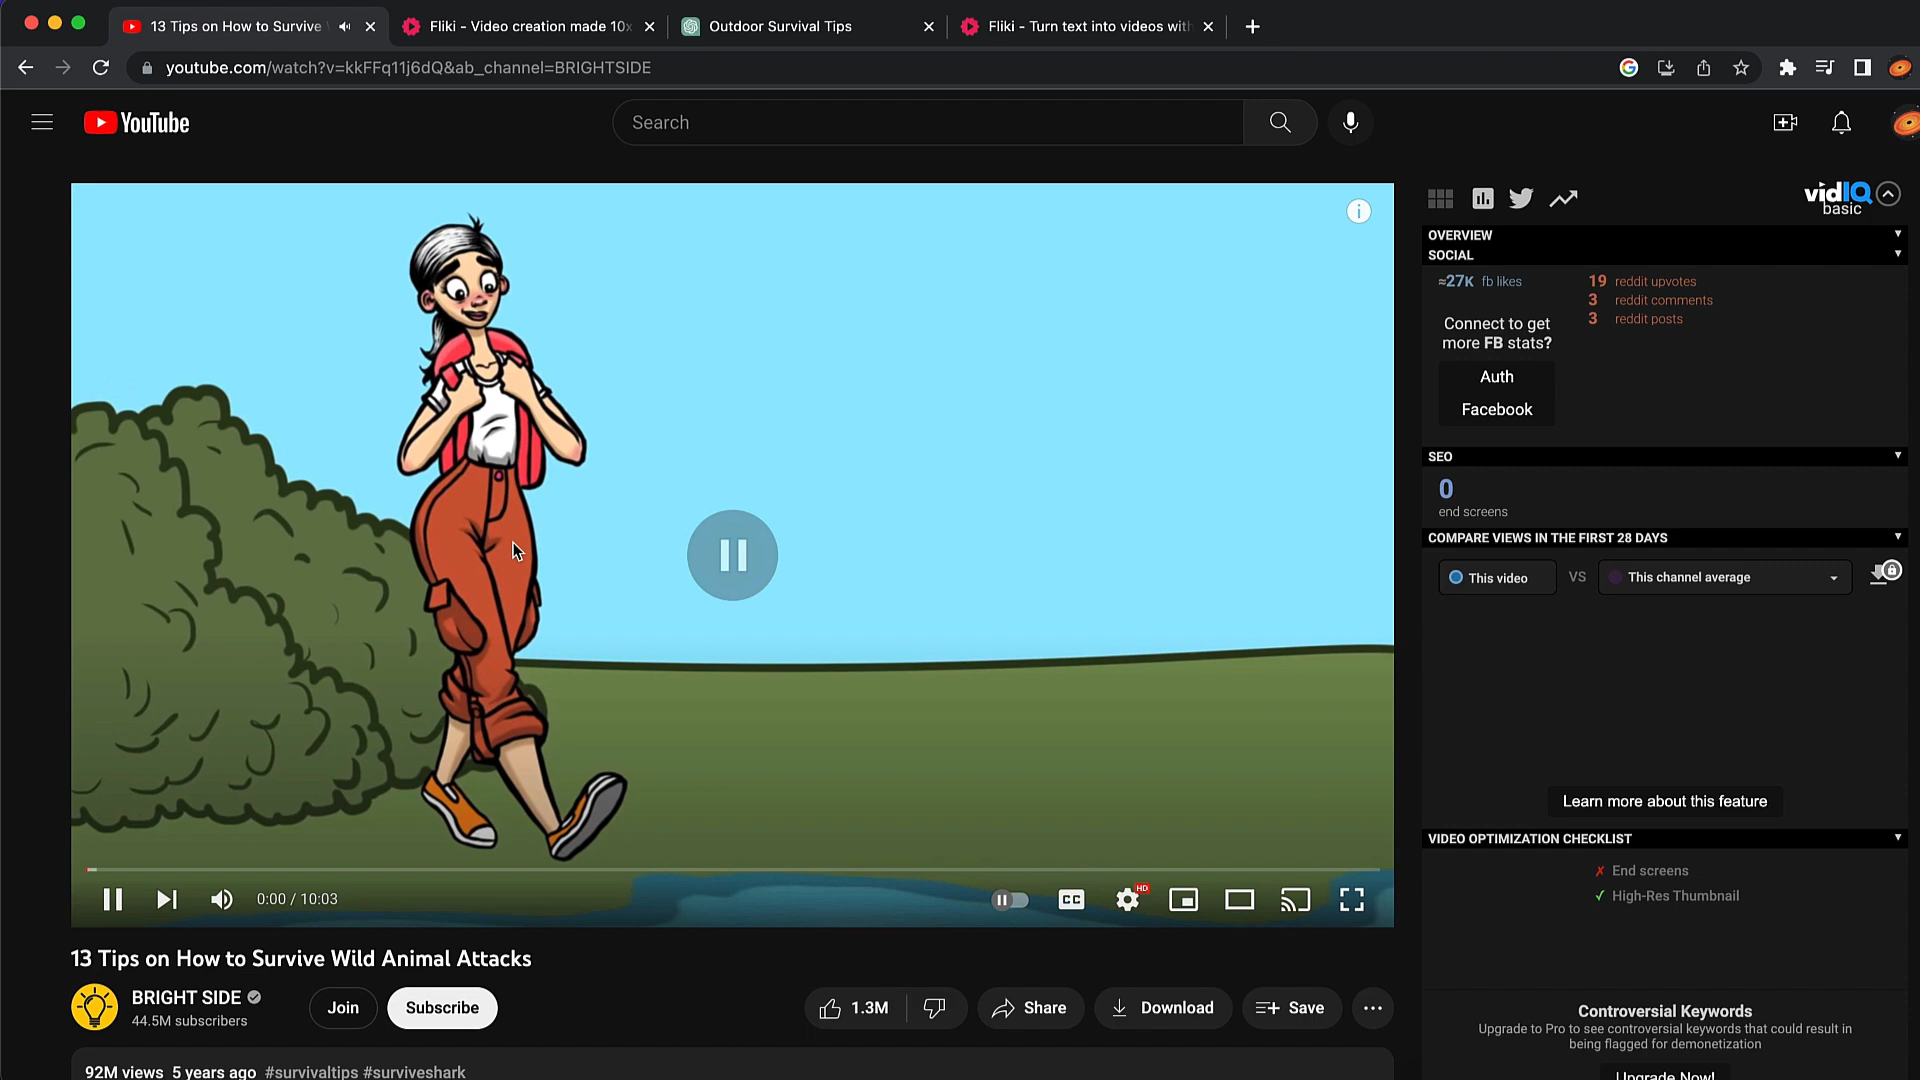 13 Tips on How to Survive
Fliki - Video creation made 10x
Outdoor Survival Tips
Fliki - Turn text into videos with
youtube.com/watch?v=kkFFq11j6dQ&ab_channel=BRIGHTSIDE
YouTube
Search
vidIQ
basic
OVERVIEW
SOCIAL
≈27K fb likes
19 reddit upvotes
3 reddit comments
3 reddit posts
Connect to get
more FB stats?
Auth
Facebook
SEO
0
end screens
COMPARE VIEWS IN THE FIRST 28 DAYS
This video VS This channel average
Learn more about this feature
VIDEO OPTIMIZATION CHECKLIST
✗ End screens
✓ High-Res Thumbnail
0:00 / 10:03
CC
HD
13 Tips on How to Survive Wild Animal Attacks
BRIGHT SIDE
44.5M subscribers
Join
Subscribe
1.3M
Share
Download
Save
Controversial Keywords
Upgrade to Pro to see controversial keywords that could result in
being flagged for demonetization
Upgrade Now!
92M views 5 years ago #survivaltips #surviveshark